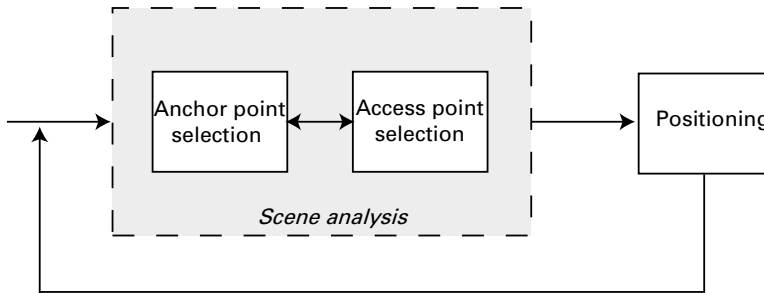 Anchor point
selection
Access point
selection
Positioning
Scene analysis